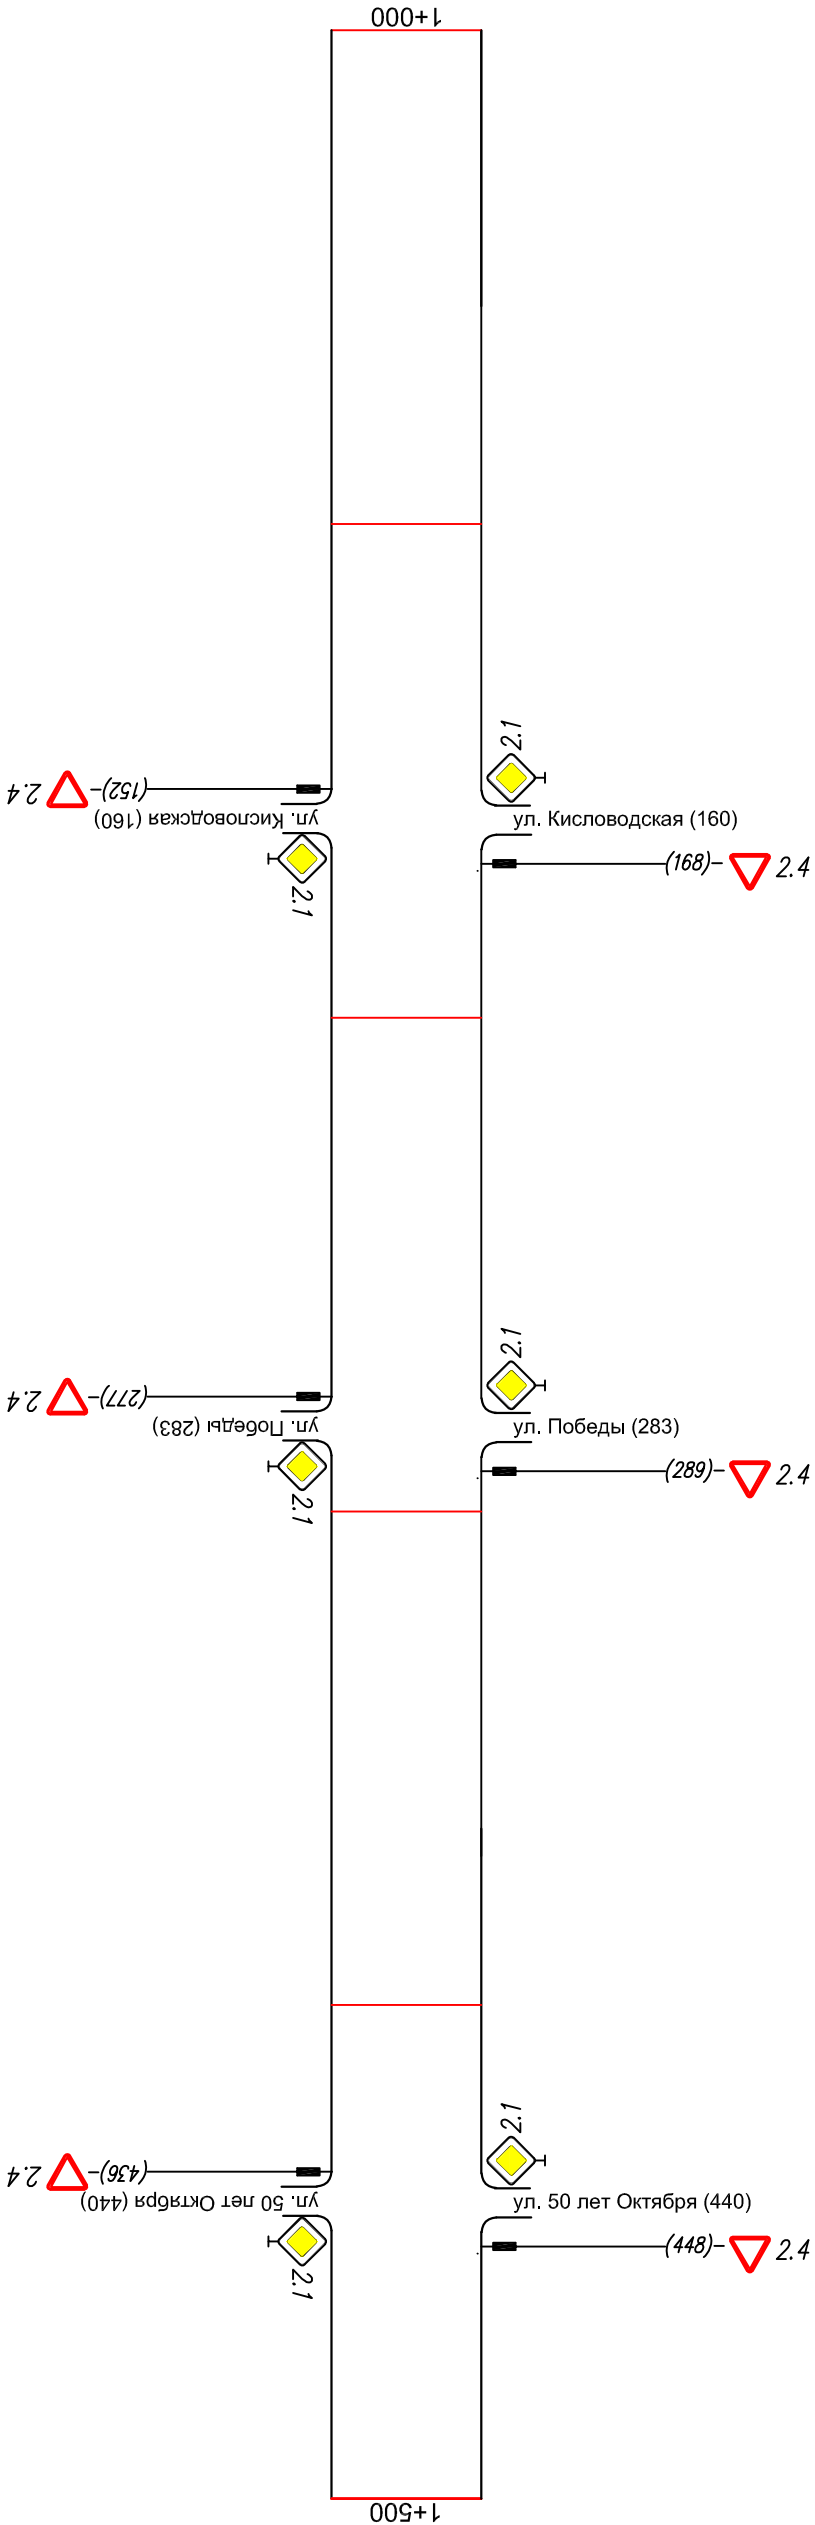 1+000
2.1
2.4 (152)
ул. Кисловодская (160)
ул. Кисловодская (160)
(168) 2.4
2.1
2.1
2.4 (277)
ул. Победы (283)
ул. Победы (283)
(289) 2.4
2.1
2.1
2.4 (436)
ул. 50 лет Октября (440)
ул. 50 лет Октября (440)
(448) 2.4
2.1
1+500